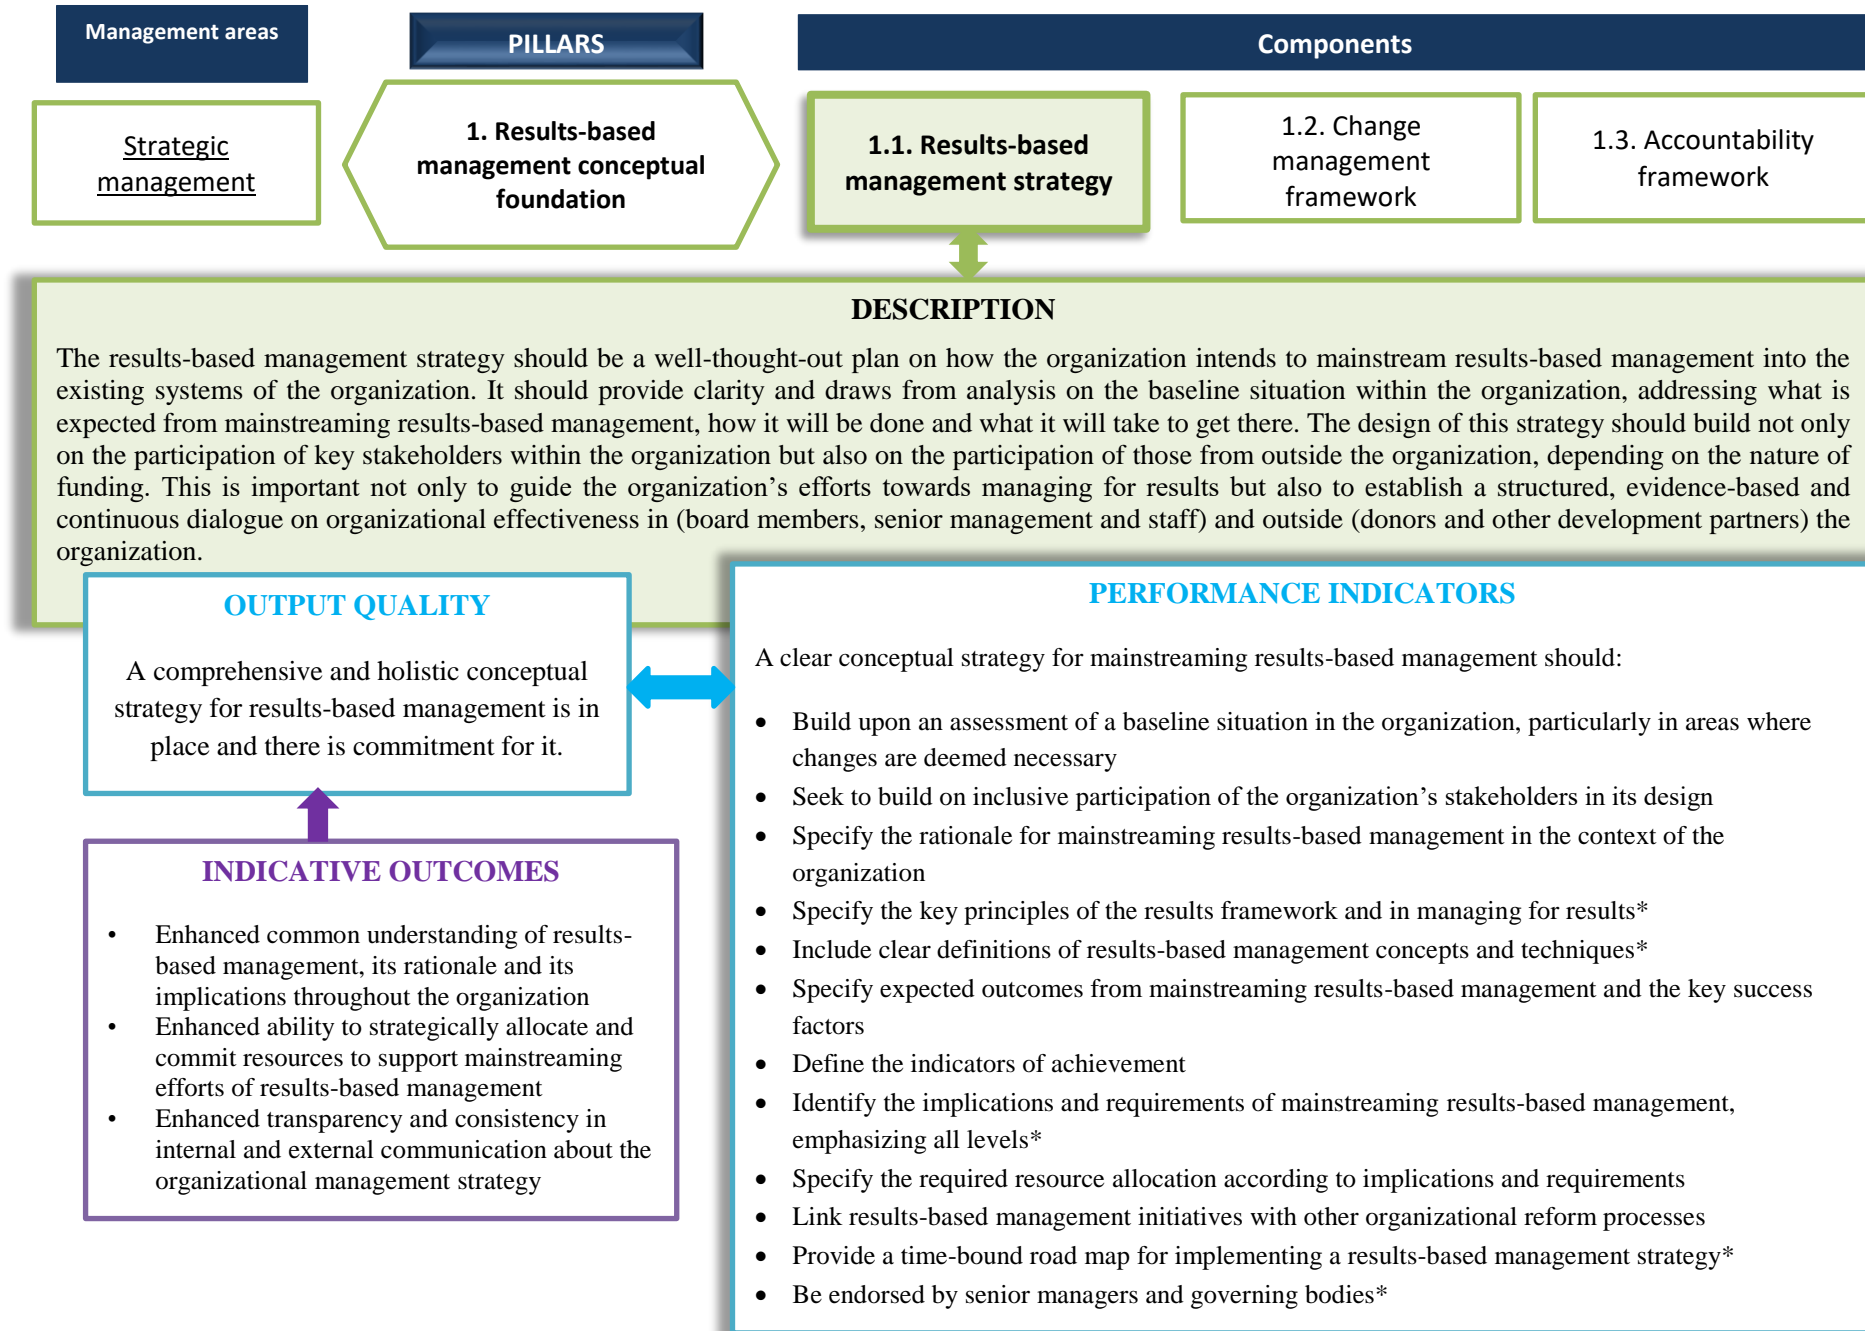 Management areas
PILLARS
Components
Strategic
management
1. Results-based
management conceptual
foundation
1.1. Results-based
management strategy
1.2. Change
management
framework
1.3. Accountability
framework
DESCRIPTION
The results-based management strategy should be a well-thought-out plan on how the organization intends to mainstream results-based management into the
existing systems of the organization. It should provide clarity and draws from analysis on the baseline situation within the organization, addressing what is
expected from mainstreaming results-based management, how it will be done and what it will take to get there. The design of this strategy should build not only
on the participation of key stakeholders within the organization but also on the participation of those from outside the organization, depending on the nature of
funding. This is important not only to guide the organization’s efforts towards managing for results but also to establish a structured, evidence-based and
continuous dialogue on organizational effectiveness in (board members, senior management and staff) and outside (donors and other development partners) the
organization.
OUTPUT QUALITY
A comprehensive and holistic conceptual
strategy for results-based management is in
place and there is commitment for it.
INDICATIVE OUTCOMES
• Enhanced common understanding of results-
based management, its rationale and its
implications throughout the organization
• Enhanced ability to strategically allocate and
commit resources to support mainstreaming
efforts of results-based management
• Enhanced transparency and consistency in
internal and external communication about the
organizational management strategy
PERFORMANCE INDICATORS
A clear conceptual strategy for mainstreaming results-based management should:
• Build upon an assessment of a baseline situation in the organization, particularly in areas where
changes are deemed necessary
• Seek to build on inclusive participation of the organization’s stakeholders in its design
• Specify the rationale for mainstreaming results-based management in the context of the
organization
• Specify the key principles of the results framework and in managing for results*
• Include clear definitions of results-based management concepts and techniques*
• Specify expected outcomes from mainstreaming results-based management and the key success
factors
• Define the indicators of achievement
• Identify the implications and requirements of mainstreaming results-based management,
emphasizing all levels*
• Specify the required resource allocation according to implications and requirements
• Link results-based management initiatives with other organizational reform processes
• Provide a time-bound road map for implementing a results-based management strategy*
• Be endorsed by senior managers and governing bodies*